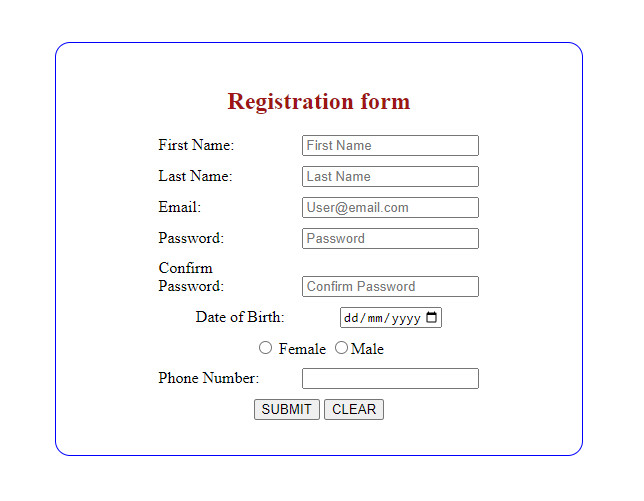 Registration form
First Name: First Name
Last Name: Last Name
Email: User@email.com
Password: Password
Confirm
Password: Confirm Password
Date of Birth: dd/mm/yyyy
Female Male
Phone Number:
SUBMIT CLEAR